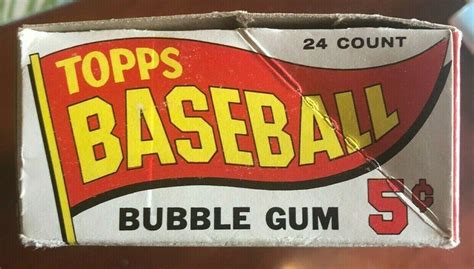 24 COUNT
TOPPS
BASEBALL
BUBBLE GUM 5¢